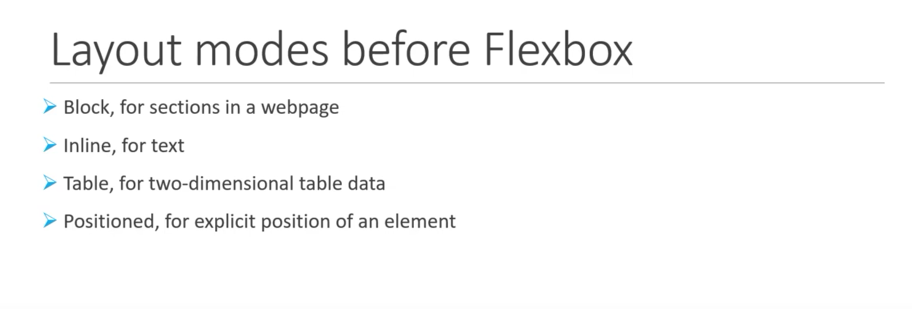 Layout modes before Flexbox
Block, for sections in a webpage
Inline, for text
Table, for two-dimensional table data
Positioned, for explicit position of an element